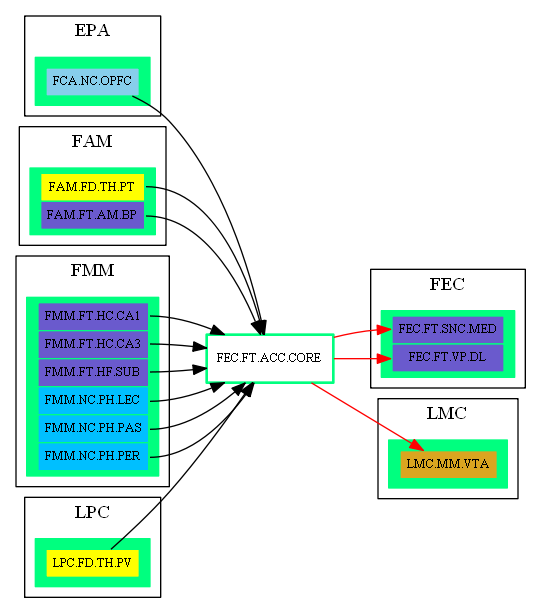 EPA
FCA.NC.OPFC
FAM
FAM.FD.TH.PT
FAM.FT.AM.BP
FMM
FMM.FT.HC.CA1
FMM.FT.HC.CA3
FMM.FT.HF.SUB
FMM.NC.PH.LEC
FMM.NC.PH.PAS
FMM.NC.PH.PER
LPC
LPC.FD.TH.PV
FEC.FT.ACC.CORE
FEC
FEC.FT.SNC.MED
FEC.FT.VP.DL
LMC
LMC.MM.VTA